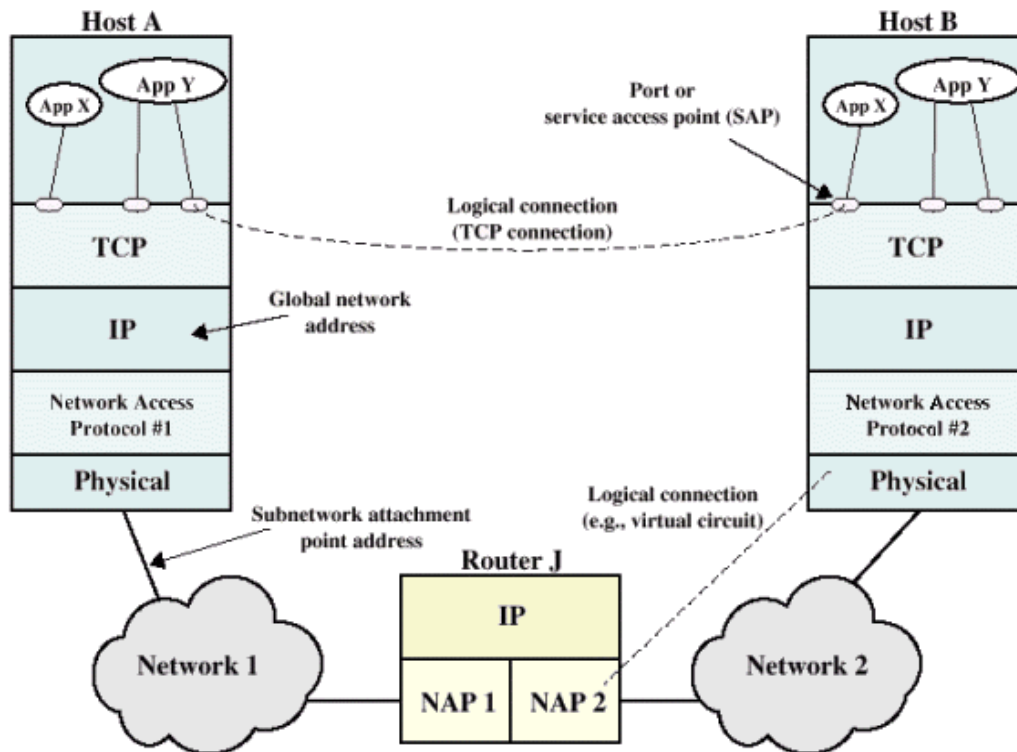 Host A
Host B
App X
App Y
App X
App Y
Port or
service access point (SAP)
Logical connection
(TCP connection)
TCP
TCP
Global network
address
IP
IP
Network Access
Protocol #1
Network Access
Protocol #2
Physical
Physical
Logical connection
(e.g., virtual circuit)
Subnetwork attachment
point address
Router J
IP
Network 1
NAP 1
NAP 2
Network 2